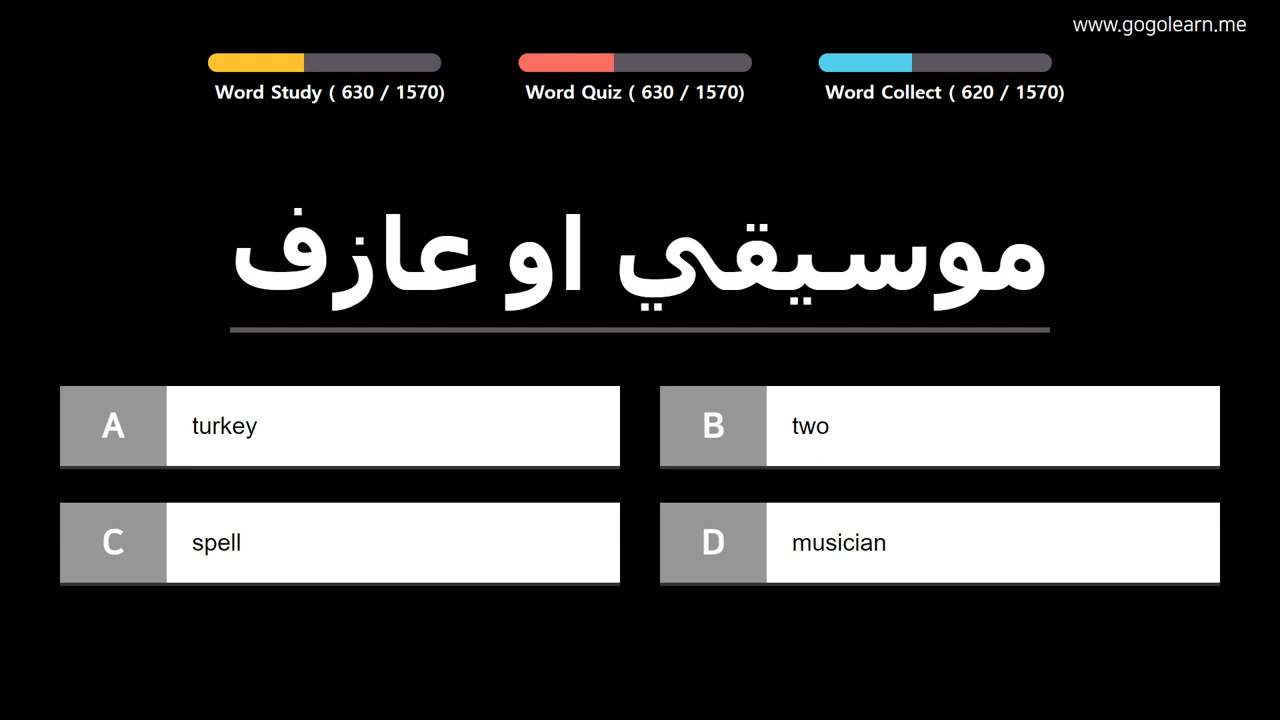 www.gogolearn.me
Word Study ( 630 / 1570)
Word Quiz ( 630 / 1570)
Word Collect ( 620 / 1570)
موسيقي او عازف
A turkey
B two
C spell
D musician